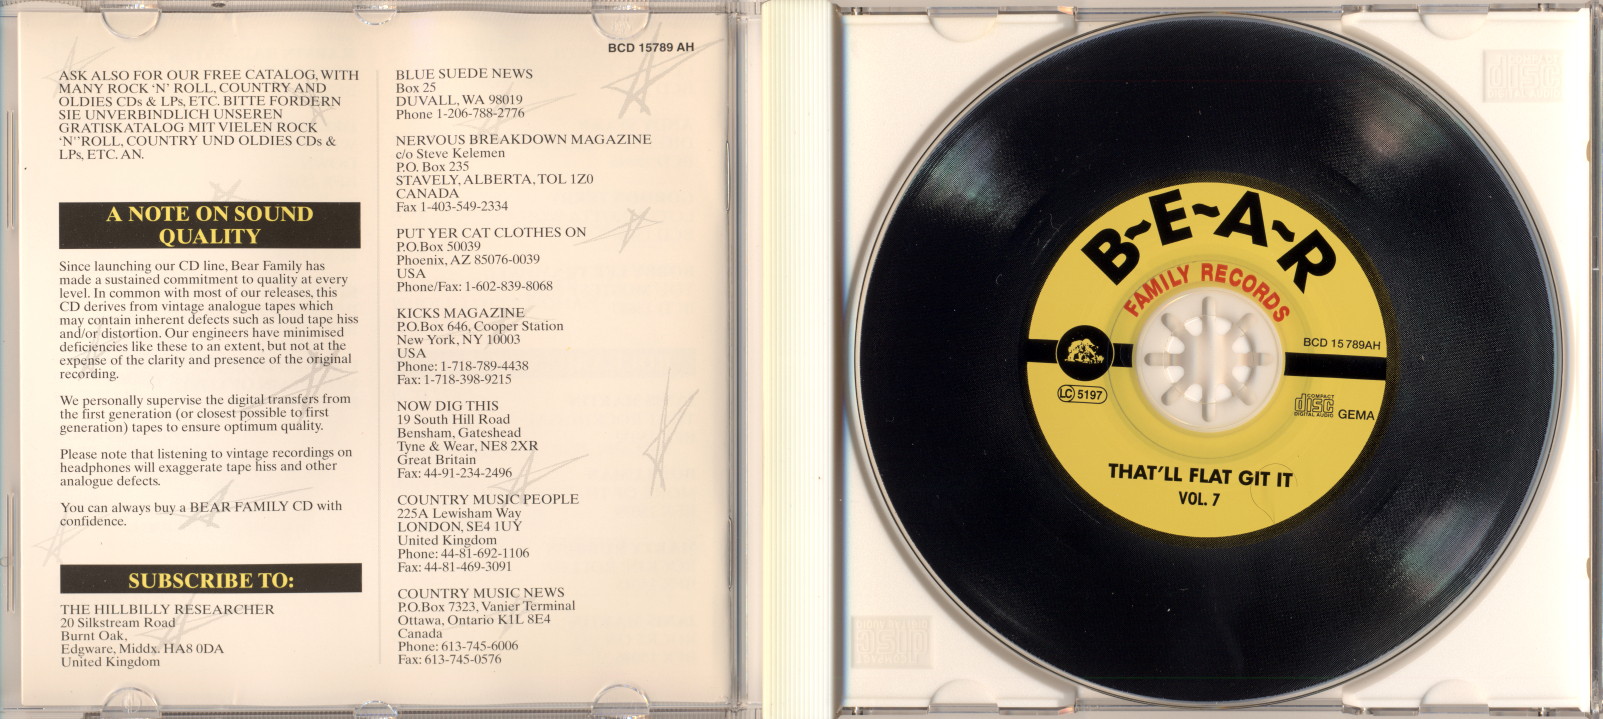 BCD 15789 AH
ASK ALSO FOR OUR FREE CATALOG, WITH
MANY ROCK 'N' ROLL, COUNTRY AND
OLDIES CDs & LPs, ETC. BITTE FORDERN
SIE UNVERBINDLICH UNSEREN
GRATISKATALOG MIT VIELEN ROCK
'N''ROLL, COUNTRY UND OLDIES CDs &
LPs, ETC. AN.
A NOTE ON SOUND
QUALITY
Since launching our CD line, Bear Family has
made a sustained commitment to quality at every
level. In common with most of our releases, this
CD derives from vintage analogue tapes which
may contain inherent defects such as loud tape hiss
and/or distortion. Our engineers have minimised
deficiencies like these to an extent, but not at the
expense of the clarity and presence of the original
recording.
We personally supervise the digital transfers from
the first generation (or closest possible to first
generation) tapes to ensure optimum quality.
Please note that listening to vintage recordings on
headphones will exaggerate tape hiss and other
analogue defects.
You can always buy a BEAR FAMILY CD with
confidence.
SUBSCRIBE TO:
THE HILLBILLY RESEARCHER
20 Silkstream Road
Burnt Oak,
Edgware, Middx. HA8 0DA
United Kingdom
BLUE SUEDE NEWS
Box 25
DUVALL, WA 98019
Phone 1-206-788-2776
NERVOUS BREAKDOWN MAGAZINE
c/o Steve Kelemen
P.O. Box 235
STAVELY, ALBERTA, TOL 1Z0
CANADA
Fax 1-403-549-2334
PUT YER CAT CLOTHES ON
P.O.Box 50039
Phoenix, AZ 85076-0039
USA
Phone/Fax: 1-602-839-8068
KICKS MAGAZINE
P.O.Box 646, Cooper Station
New York, NY 10003
USA
Phone: 1-718-789-4438
Fax: 1-718-398-9215
NOW DIG THIS
19 South Hill Road
Bensham, Gateshead
Tyne & Wear, NE8 2XR
Great Britain
Fax: 44-91-234-2496
COUNTRY MUSIC PEOPLE
225A Lewisham Way
LONDON, SE4 1UY
United Kingdom
Phone: 44-81-692-1106
Fax: 44-81-469-3091
COUNTRY MUSIC NEWS
P.O.Box 7323, Vanier Terminal
Ottawa, Ontario K1L 8E4
Canada
Phone: 613-745-6006
Fax: 613-745-0576
B~E~A~R
FAMILY RECORDS
BCD 15 789AH
LC 5197
COMPACT
disc
DIGITAL AUDIO
GEMA
THAT'LL FLAT GIT IT
VOL. 7